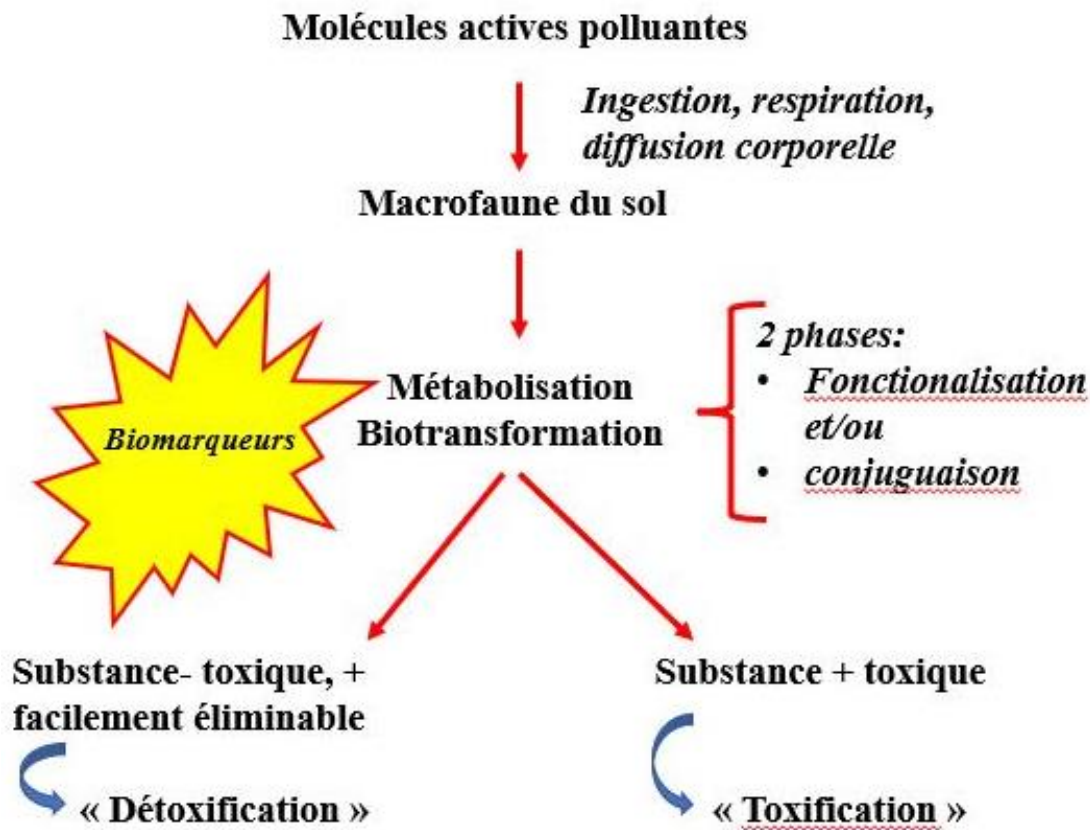 Molécules actives polluantes
Ingestion, respiration,
diffusion corporelle
Macrofaune du sol
Biomarqueurs
Métabolisation
Biotransformation
2 phases:
• Fonctionalisation
et/ou
• conjuguaison
Substance- toxique, +
facilement éliminable
« Détoxification »
Substance + toxique
« Toxification »